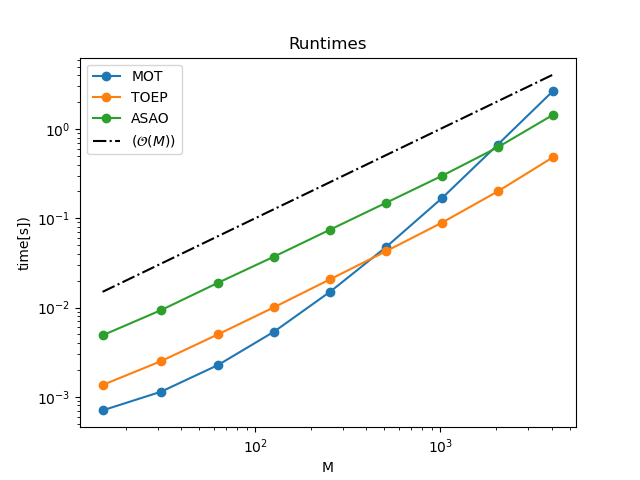 Runtimes
MOT
TOEP
ASAO
(𝒪(M))
time[s])
10⁰
10⁻¹
10⁻²
10⁻³
10²
10³
M